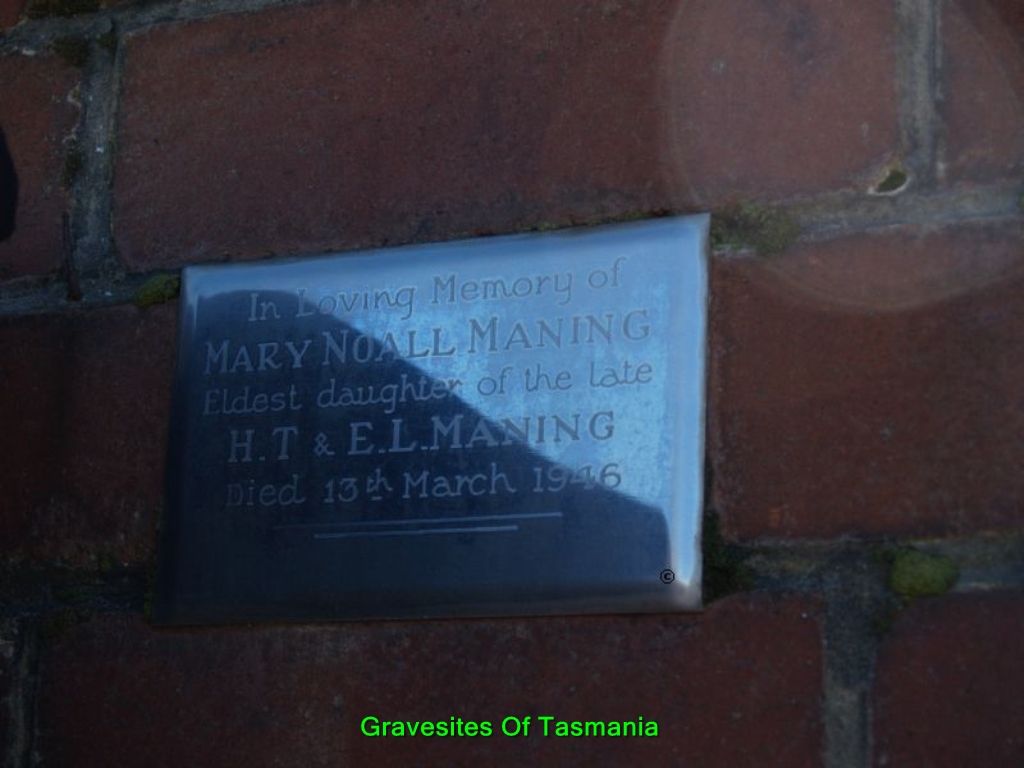 In Loving Memory of
MARY NOALL MANING
Eldest daughter of the late
H.T & E.L.MANING
Died 13th March 1946
©
Gravesites Of Tasmania